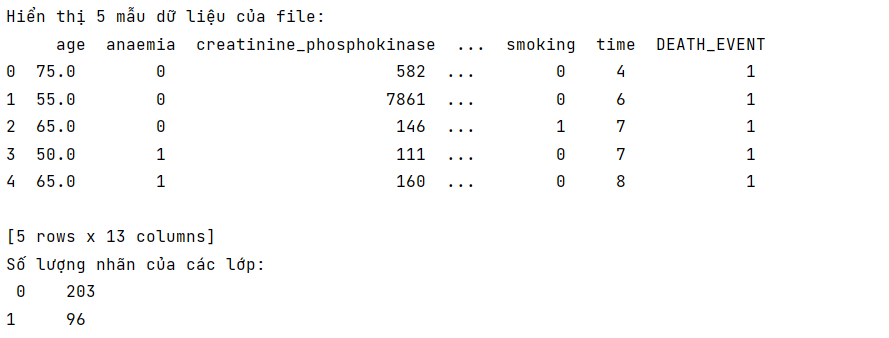 Hiển thị 5 mẫu dữ liệu của file:
     age  anaemia  creatinine_phosphokinase  ...  smoking  time  DEATH_EVENT
0  75.0        0                       582  ...        0     4            1
1  55.0        0                      7861  ...        0     6            1
2  65.0        0                       146  ...        1     7            1
3  50.0        1                       111  ...        0     7            1
4  65.0        1                       160  ...        0     8            1
[5 rows x 13 columns]
Số lượng nhãn của các lớp:
 0    203
1     96